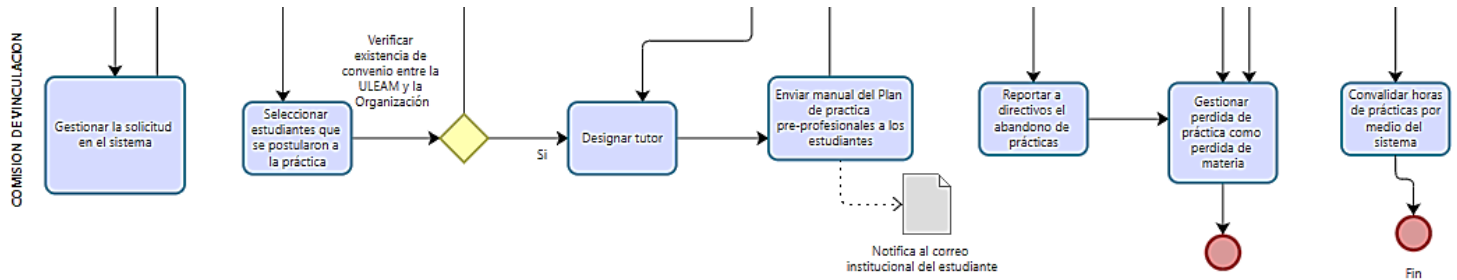 COMISION DE VINCULACION
Gestionar la solicitud
en el sistema
Seleccionar
estudiantes que
se postularon a
la práctica
Verificar
existencia de
convenio entre la
ULEAM y la
Organización
Si
Designar tutor
Enviar manual del Plan
de practica
pre-profesionales a los
estudiantes
Notifica al correo
institucional del estudiante
Reportar a
directivos el
abandono de
prácticas
Gestionar
perdida de
práctica como
perdida de
materia
Convalidar horas
de prácticas por
medio del
sistema
Fin